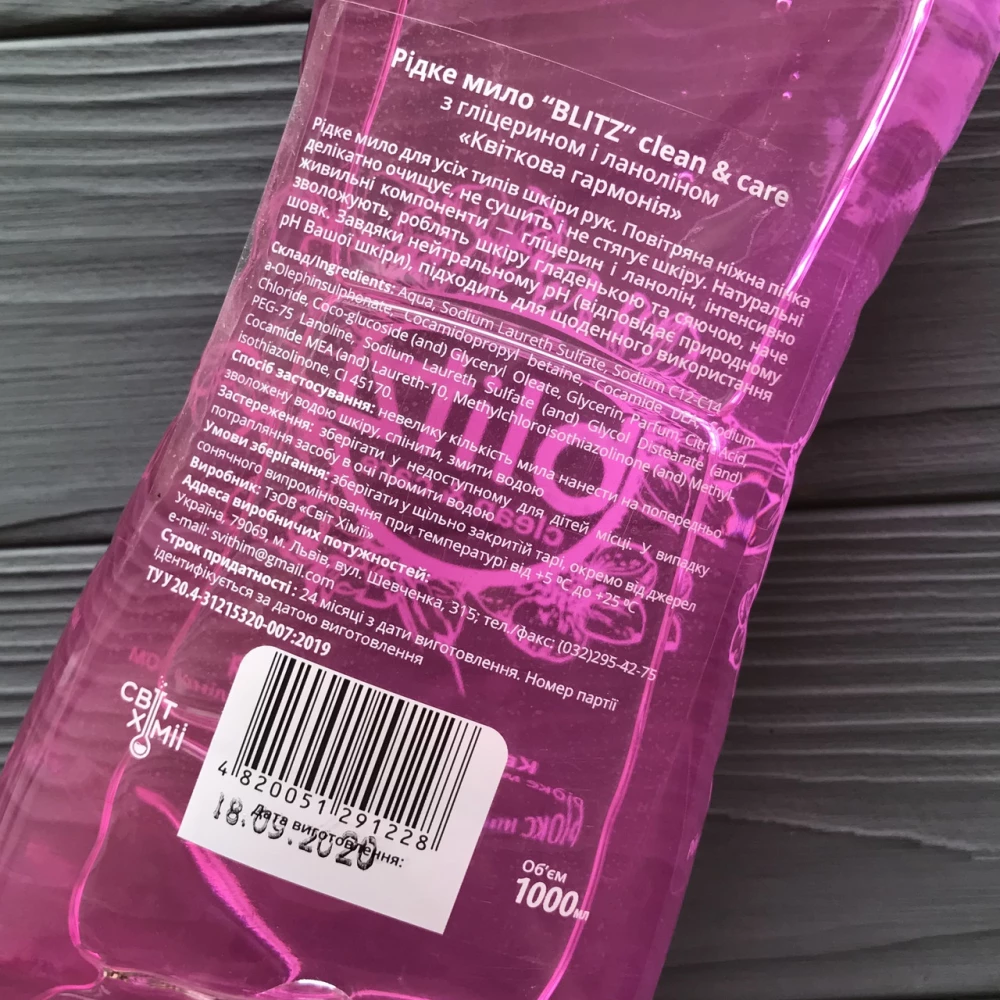 Рідке мило “BLITZ” clean & care
з гліцерином і ланоліном
«Квіткова гармонія»
Рідке мило для усіх типів шкіри рук. Повітряна ніжна пінка
делікатно очищує, не сушить і не стягує шкіру. Натуральні
живильні компоненти — гліцерин і ланолін, інтенсивно
зволожують, роблять шкіру гладенькою та сяючою, наче
шовк. Завдяки нейтральному pH (відповідає природному
pH Вашої шкіри), підходить для щоденного використання
Склад/Ingredients: Aqua, Sodium Laureth Sulfate, Sodium C12-C14
a-Olephinsulphonate, Cocamidopropyl betaine, Cocamide DEA, Sodium
Chloride, Coco-glucoside (and) Glyceryl Oleate, Glycerin, Parfum, Citric Acid
PEG-75 Lanoline, Sodium Laureth Sulfate (and) Glycol Distearate (and)
Cocamide MEA (and) Laureth-10, Methylchloroisothiazolinone (and) Methyl-
isothiazolinone, CI 45170.
Спосіб застосування: невелику кількість мила нанести на попередньо
зволожену водою шкіру, спінити, змити водою
Застереження: зберігати у недоступному для дітей місці. У випадку
потрапляння засобу в очі промити водою
Умови зберігання: зберігати у щільно закритій тарі, окремо від джерел
сонячного випромінювання при температурі від +5 ºC до +25 ºC
Виробник: ТзОВ «Світ Хімії»
Адреса виробничих потужностей:
Україна, 79069, м. Львів, вул. Шевченка, 315; тел./факс: (032)295-42-75
e-mail: svithim@gmail.com
Строк придатності: 24 місяці з дати виготовлення. Номер партії
ідентифікується за датою виготовлення
ТУ У 20.4-31215320-007:2019
СВІТ
ХІМІЇ
4 820051 291228
Дата виготовлення:
18.09.2020
Об'єм
1000мл